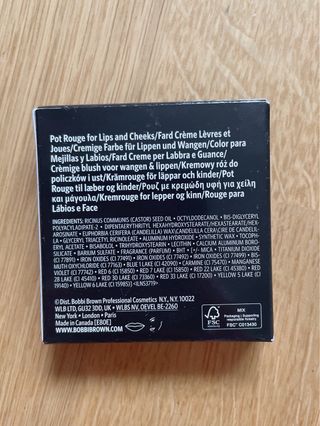 Pot Rouge for Lips and Cheeks/Fard Crème Lèvres et
Joues/Cremige Farbe für Lippen und Wangen/Color para
Mejillas y Labios/Fard Creme per Labbra e Guance/
Crèmige blush voor wangen & lippen/Kremowy róż do
policzków i ust/Krämrouge för läppar och kinder/Pot
Rouge til læber og kinder/Ρουζ με κρεμώδη υφή για χείλη
και μάγουλα/Kremrouge for lepper og kinn/Rouge para
Lábios e Face
INGREDIENTS: RICINUS COMMUNIS (CASTOR) SEED OIL • OCTYLDODECANOL • BIS-DIGLYCERYL
POLYACYLADIPATE-2 • DIPENTAERYTHRITYL HEXAHYDROXYSTEARATE/HEXASTEARATE/HEX-
AROSINATE • EUPHORBIA CERIFERA (CANDELILLA) WAX/CANDELILLA CERA/CIRE DE CANDELIL-
LA • GLYCERYL TRIACETYL RICINOLEATE • ALUMINUM HYDROXIDE • SYNTHETIC WAX • TOCOPH-
ERYL ACETATE • BISABOLOL • TRIHYDROXYSTEARIN • LECITHIN • CALCIUM ALUMINUM BORO-
SILICATE • BARIUM SULFATE • FRAGRANCE (PARFUM) • BHT • [+/- MICA • TITANIUM DIOXIDE
(CI 77891) • IRON OXIDES (CI 77491) • IRON OXIDES (CI 77492) • IRON OXIDES (CI 77499) • BIS-
MUTH OXYCHLORIDE (CI 77163) • BLUE 1 LAKE (CI 42090) • CARMINE (CI 75470) • MANGANESE
VIOLET (CI 77742) • RED 6 (CI 15850) • RED 7 LAKE (CI 15850) • RED 22 LAKE (CI 45380) • RED
28 LAKE (CI 45410) • RED 30 LAKE (CI 73360) • RED 33 LAKE (CI 17200) • YELLOW 5 LAKE (CI
19140) • YELLOW 6 LAKE (CI 15985)] <ILN53719>
© Dist. Bobbi Brown Professional Cosmetics N.Y., N.Y. 10022
WLB LTD, GU32 3DD, U.K. • WLBS NV, OEVEL BE-2260
New York • London • Paris
Made in Canada [E80E]
WWW.BOBBIBROWN.COM
FSC
www.fsc.org
MIX
Packaging | Supporting
responsible forestry
FSC® C013430